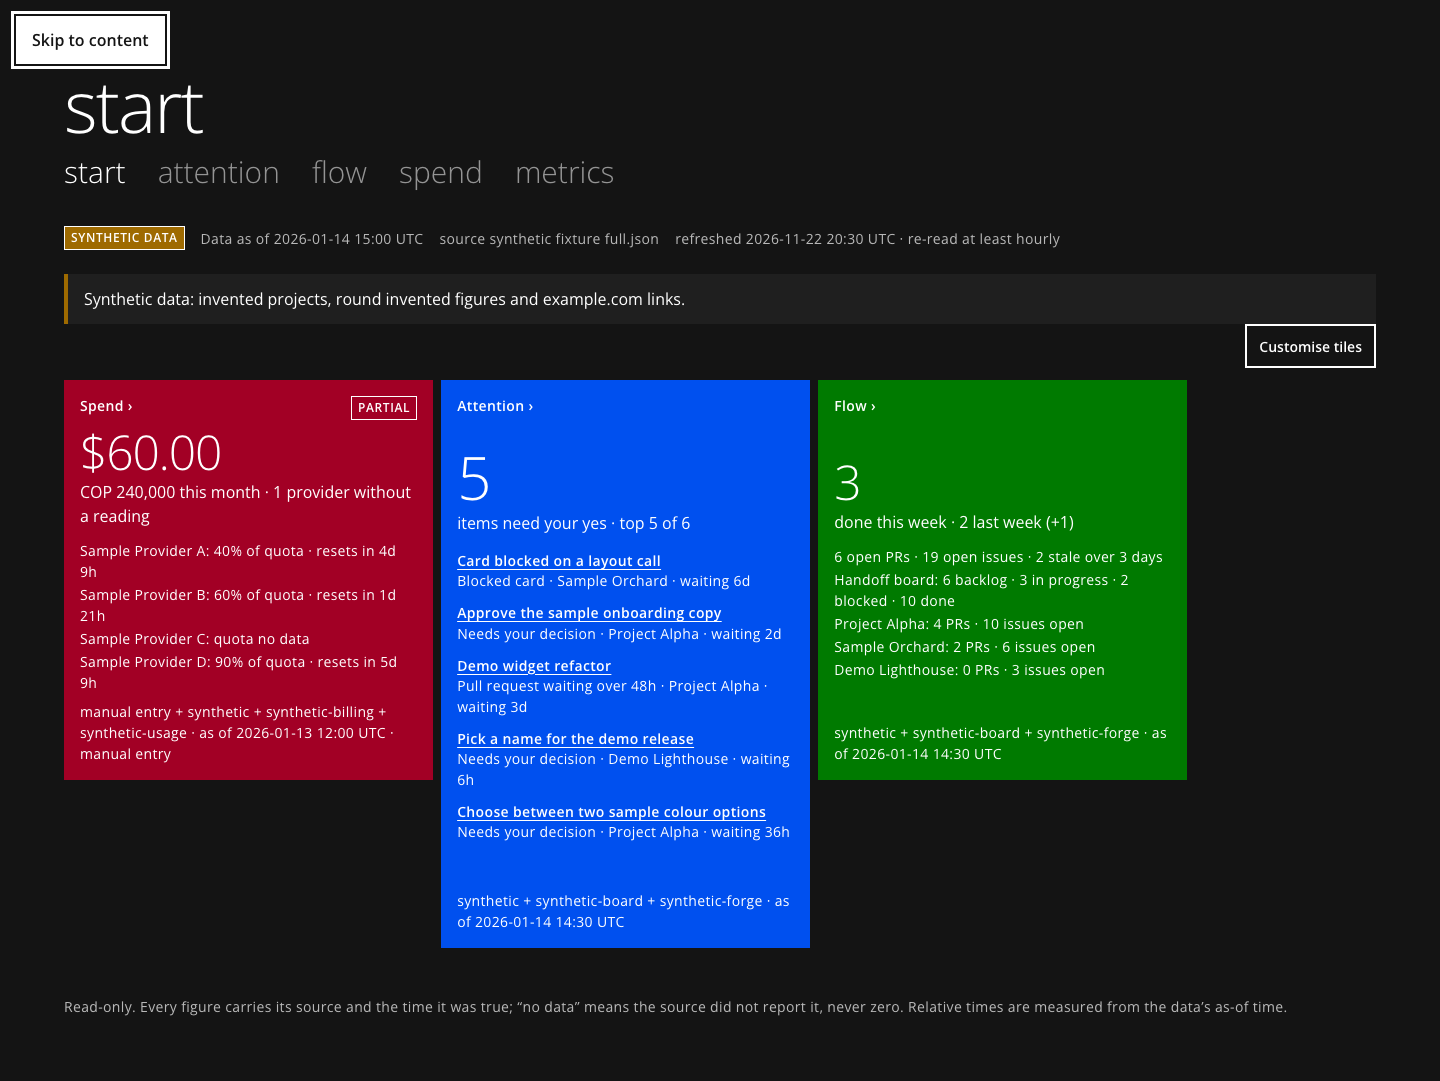 Skip to content
start
start attention flow spend metrics
SYNTHETIC DATA Data as of 2026-01-14 15:00 UTC source synthetic fixture full.json refreshed 2026-11-22 20:30 UTC · re-read at least hourly
Synthetic data: invented projects, round invented figures and example.com links.
Customise tiles
Spend ›
PARTIAL
$60.00
COP 240,000 this month · 1 provider without
a reading
Sample Provider A: 40% of quota · resets in 4d
9h
Sample Provider B: 60% of quota · resets in 1d
21h
Sample Provider C: quota no data
Sample Provider D: 90% of quota · resets in 5d
9h
manual entry + synthetic + synthetic-billing +
synthetic-usage · as of 2026-01-13 12:00 UTC ·
manual entry
Attention ›
5
items need your yes · top 5 of 6
Card blocked on a layout call
Blocked card · Sample Orchard · waiting 6d
Approve the sample onboarding copy
Needs your decision · Project Alpha · waiting 2d
Demo widget refactor
Pull request waiting over 48h · Project Alpha ·
waiting 3d
Pick a name for the demo release
Needs your decision · Demo Lighthouse · waiting
6h
Choose between two sample colour options
Needs your decision · Project Alpha · waiting 36h
synthetic + synthetic-board + synthetic-forge · as
of 2026-01-14 14:30 UTC
Flow ›
3
done this week · 2 last week (+1)
6 open PRs · 19 open issues · 2 stale over 3 days
Handoff board: 6 backlog · 3 in progress · 2
blocked · 10 done
Project Alpha: 4 PRs · 10 issues open
Sample Orchard: 2 PRs · 6 issues open
Demo Lighthouse: 0 PRs · 3 issues open
synthetic + synthetic-board + synthetic-forge · as
of 2026-01-14 14:30 UTC
Read-only. Every figure carries its source and the time it was true; “no data” means the source did not report it, never zero. Relative times are measured from the data’s as-of time.